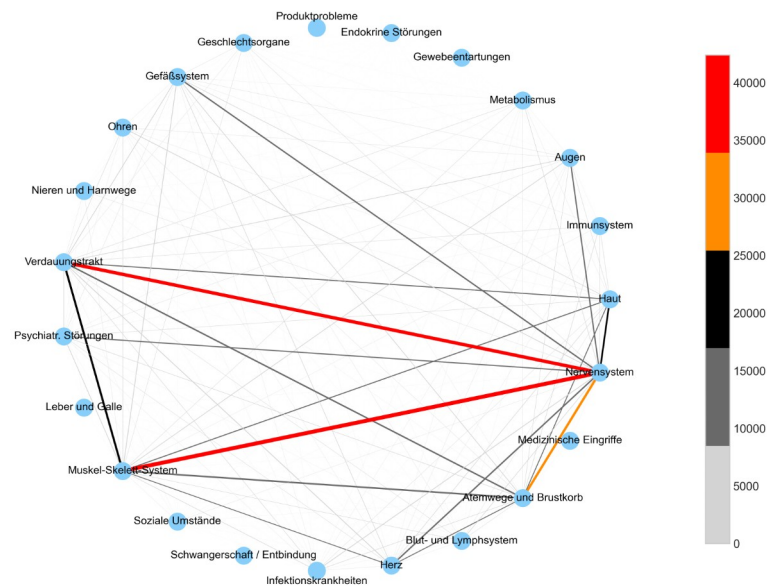 Produktprobleme
Endokrine Störungen
Geschlechtsorgane
Gewebeentartungen
Gefäßsystem
Metabolismus
Ohren
Augen
Nieren und Harnwege
Immunsystem
Verdauungstrakt
Haut
Psychiatr. Störungen
Nervensystem
Leber und Galle
Medizinische Eingriffe
Muskel-Skelett-System
Atemwege und Brustkorb
Soziale Umstände
Blut- und Lymphsystem
Schwangerschaft / Entbindung
Herz
Infektionskrankheiten
40000
35000
30000
25000
20000
15000
10000
5000
0